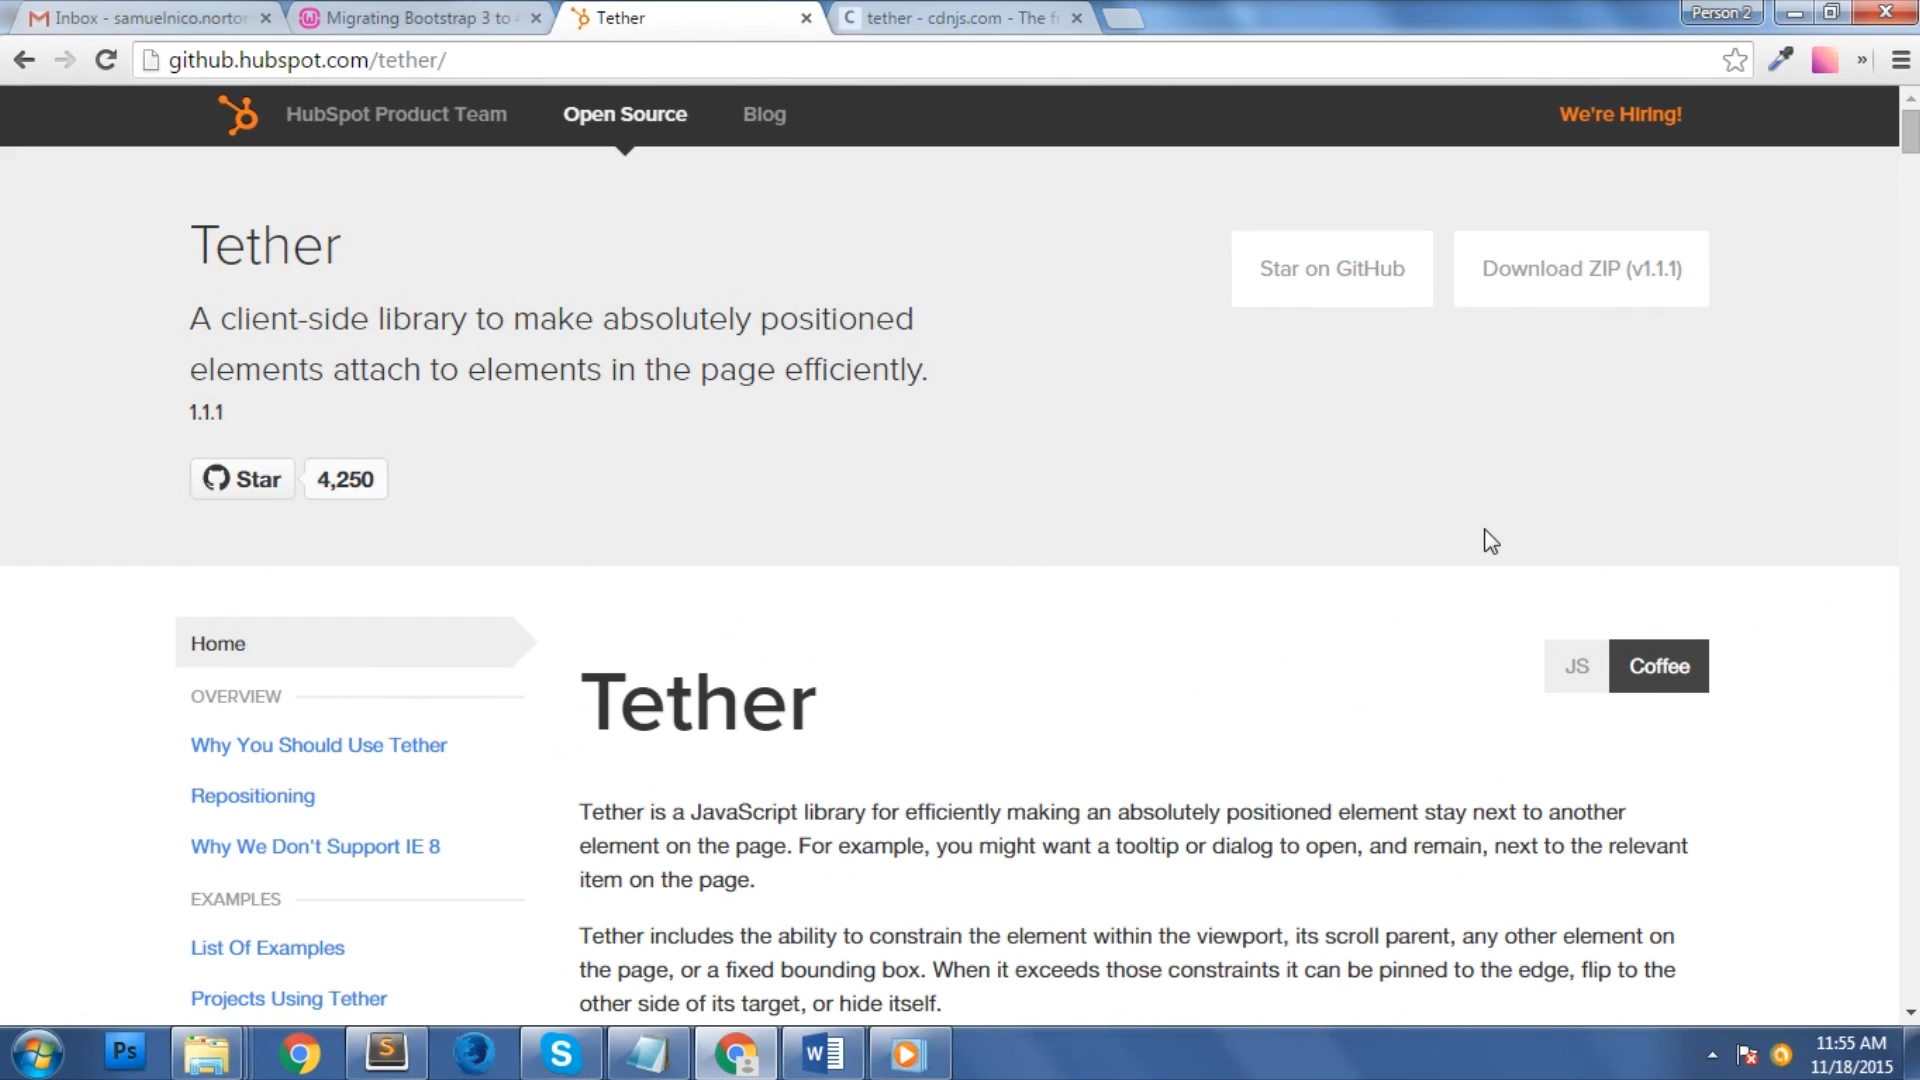 Inbox - samuelnico.nortor
Migrating Bootstrap 3 to 4
Tether
tether - cdnjs.com - The fr
Person 2
github.hubspot.com/tether/
HubSpot Product Team
Open Source
Blog
We're Hiring!
Tether
Star on GitHub
Download ZIP (v1.1.1)
A client-side library to make absolutely positioned
elements attach to elements in the page efficiently.
1.1.1
Star
4,250
Home
OVERVIEW
Why You Should Use Tether
Repositioning
Why We Don't Support IE 8
EXAMPLES
List Of Examples
Projects Using Tether
JS
Coffee
Tether
Tether is a JavaScript library for efficiently making an absolutely positioned element stay next to another
element on the page. For example, you might want a tooltip or dialog to open, and remain, next to the relevant
item on the page.
Tether includes the ability to constrain the element within the viewport, its scroll parent, any other element on
the page, or a fixed bounding box. When it exceeds those constraints it can be pinned to the edge, flip to the
other side of its target, or hide itself.
Ps
S
S
W
11:55 AM
11/18/2015